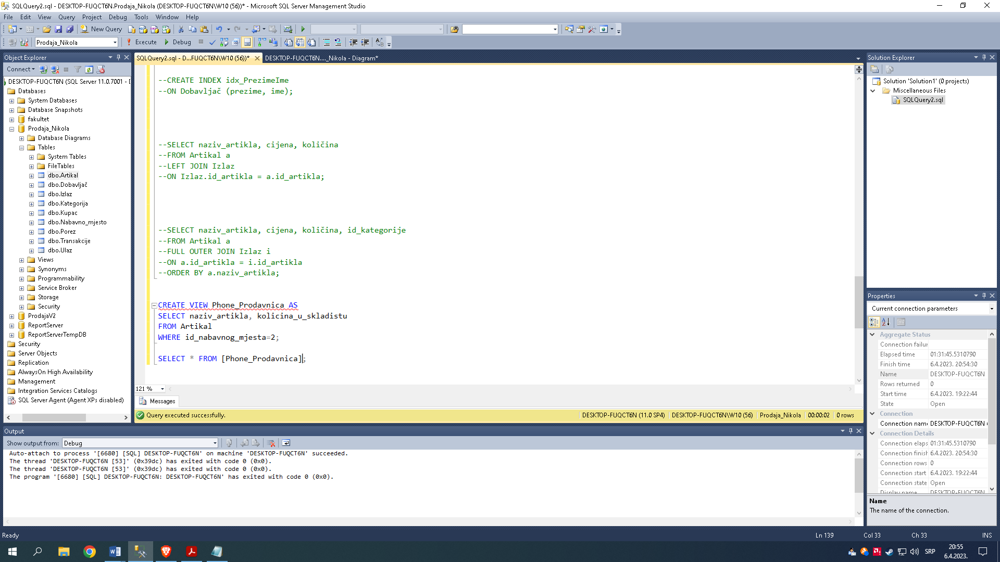 SQLQuery2.sql - DESKTOP-FUQCT6N.Prodaja_Nikola (DESKTOP-FUQCT6N\W10 (56))* - Microsoft SQL Server Management Studio
File Edit View Query Project Debug Tools Window Help
New Query
Prodaja_Nikola Execute Debug
Object Explorer
Connect
DESKTOP-FUQCT6N (SQL Server 11.0.7001 - D
Databases
System Databases
Database Snapshots
fakultet
Prodaja_Nikola
Database Diagrams
Tables
System Tables
FileTables
dbo.Artikal
dbo.Dobavljač
dbo.Izlaz
dbo.Kategorija
dbo.Kupac
dbo.Nabavno_mjesto
dbo.Porez
dbo.Transakcije
dbo.Ulaz
Views
Synonyms
Programmability
Service Broker
Storage
Security
ProdajaV2
ReportServer
ReportServerTempDB
Security
Server Objects
Replication
AlwaysOn High Availability
Management
Integration Services Catalogs
SQL Server Agent (Agent XPs disabled)
SQLQuery2.sql - D...FUQCT6N\W10 (56))* DESKTOP-FUQCT6N...._Nikola - Diagram*
--CREATE INDEX idx_PrezimeIme
--ON Dobavljač (prezime, ime);
--SELECT naziv_artikla, cijena, količina
--FROM Artikal a
--LEFT JOIN Izlaz
--ON Izlaz.id_artikla = a.id_artikla;
--SELECT naziv_artikla, cijena, količina, id_kategorije
--FROM Artikal a
--FULL OUTER JOIN Izlaz i
--ON a.id_artikla = i.id_artikla
--ORDER BY a.naziv_artikla;
CREATE VIEW Phone_Prodavnica AS
SELECT naziv_artikla, kolicina_u_skladistu
FROM Artikal
WHERE id_nabavnog_mjesta=2;
SELECT * FROM [Phone_Prodavnica];
121 %
Messages
Query executed successfully. DESKTOP-FUQCT6N (11.0 SP4) DESKTOP-FUQCT6N\W10 (56) Prodaja_Nikola 00:00:02 0 rows
Solution Explorer
Solution 'Solution1' (0 projects)
Miscellaneous Files
SQLQuery2.sql
Properties
Current connection parameters
Aggregate Status
Connection failur
Elapsed time 01:31:45.5310790
Finish time 6.4.2023. 20:54:30
Name DESKTOP-FUQCT6N
Rows returned 0
Start time 6.4.2023. 19:22:44
State Open
Connection
Connection name DESKTOP-FUQCT6N
Connection Details
Connection elaps 01:31:45.5310790
Connection finish 6.4.2023. 20:54:30
Connection rows 0
Connection start 6.4.2023. 19:22:44
Connection state Open
Display name DESKTOP-FUQCT6N
Name
The name of the connection.
Output
Show output from: Debug
Auto-attach to process '[6680] [SQL] DESKTOP-FUQCT6N' on machine 'DESKTOP-FUQCT6N' succeeded.
The thread 'DESKTOP-FUQCT6N [53]' (0x39dc) has exited with code 0 (0x0).
The thread 'DESKTOP-FUQCT6N [53]' (0x39dc) has exited with code 0 (0x0).
The program '[6680] [SQL] DESKTOP-FUQCT6N: DESKTOP-FUQCT6N' has exited with code 0 (0x0).
Ready Ln 139 Col 33 Ch 33 INS
SRP 20:55
6.4.2023.